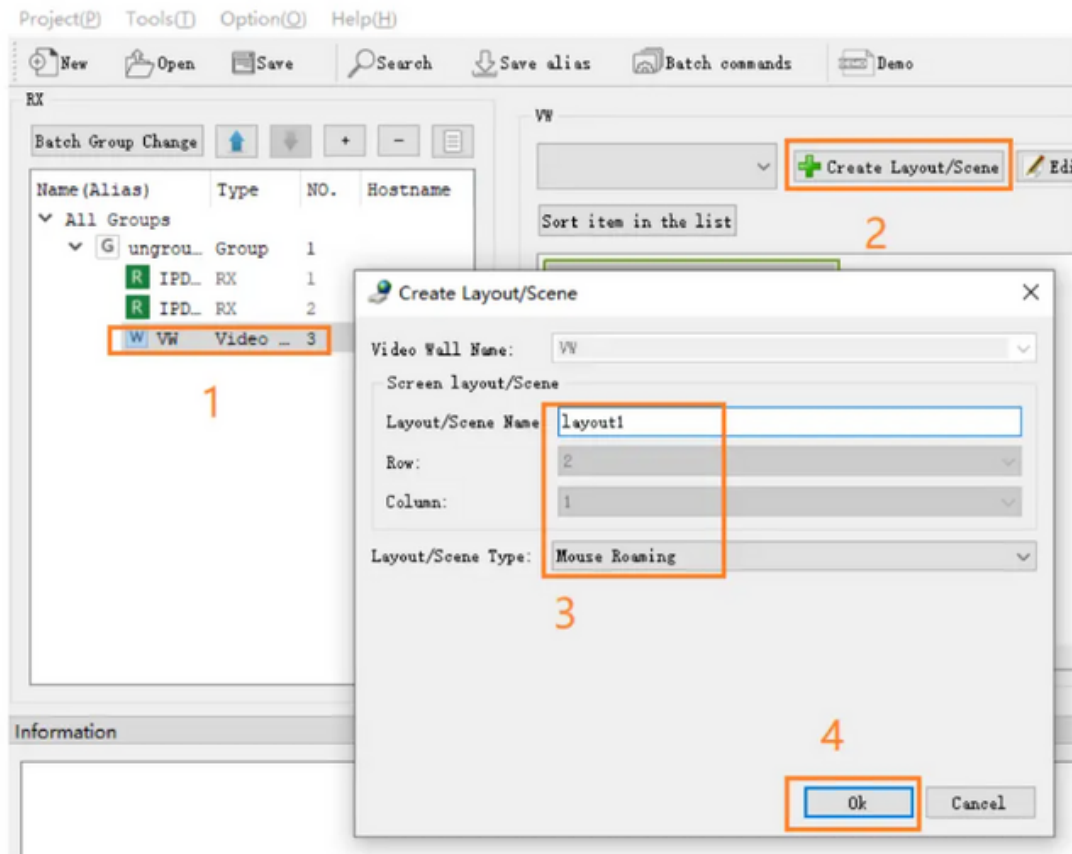 Project(P) Tools(T) Option(O) Help(H)
New Open Save Search Save alias Batch commands Demo
RX
Batch Group Change + -
Name(Alias) Type NO. Hostname
All Groups
G ungrou… Group 1
R IPD… RX 1
R IPD… RX 2
W VW Video … 3
1
VW
Create Layout/Scene Edi
Sort item in the list
2
Create Layout/Scene
Video Wall Name: VW
Screen layout/Scene
Layout/Scene Name layout1
Row: 2
Column: 1
Layout/Scene Type: Mouse Roaming
3
4
Ok Cancel
Information